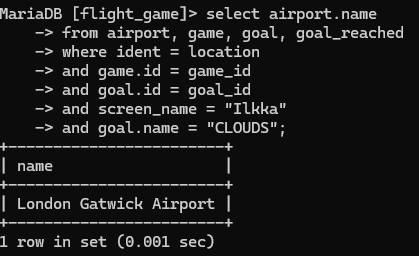 MariaDB [flight_game]> select airport.name
    -> from airport, game, goal, goal_reached
    -> where ident = location
    -> and game.id = game_id
    -> and goal.id = goal_id
    -> and screen_name = "Ilkka"
    -> and goal.name = "CLOUDS";
+------------------------+
| name                   |
+------------------------+
| London Gatwick Airport |
+------------------------+
1 row in set (0.001 sec)